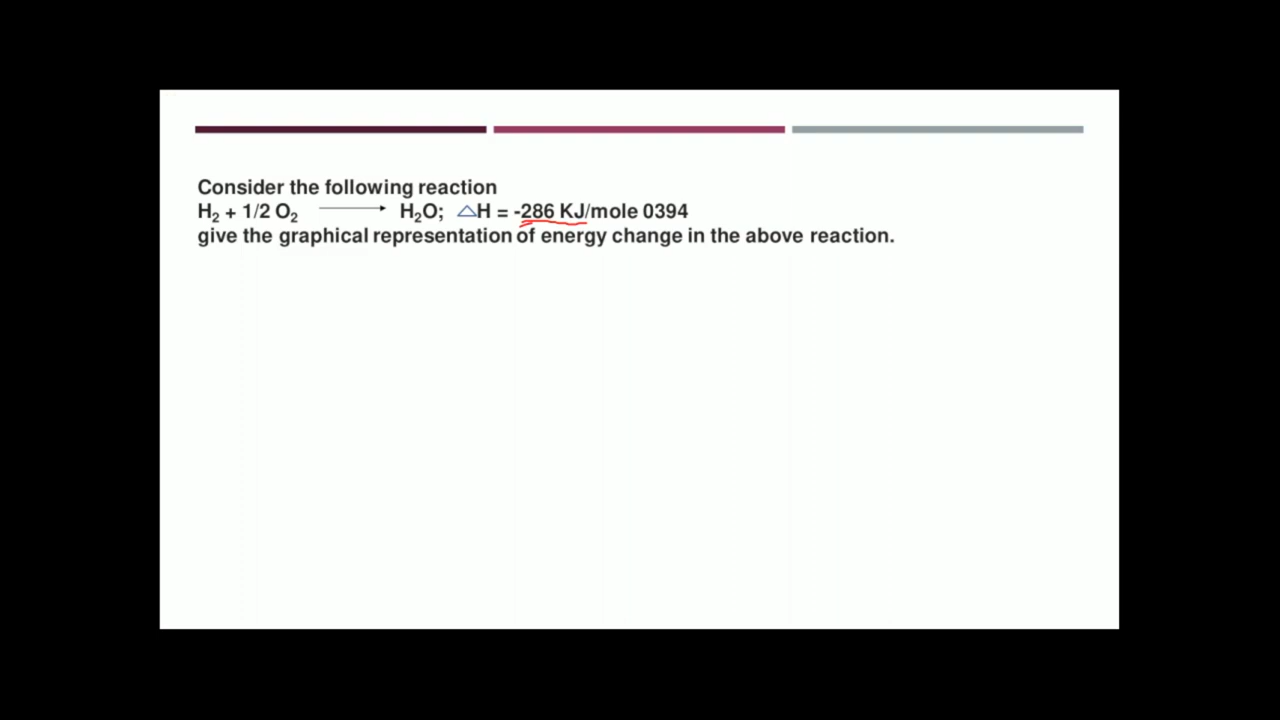 Consider the following reaction
H₂ + 1/2 O₂ ⟶ H₂O; △H = -286 KJ/mole 0394
give the graphical representation of energy change in the above reaction.